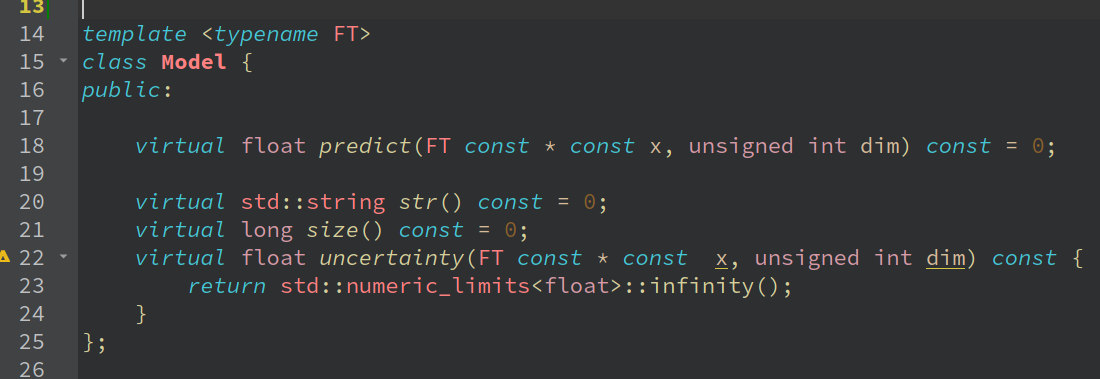 13
14 template <typename FT>
15 class Model {
16 public:
17
18     virtual float predict(FT const * const x, unsigned int dim) const = 0;
19
20     virtual std::string str() const = 0;
21     virtual long size() const = 0;
22     virtual float uncertainty(FT const * const  x, unsigned int dim) const {
23         return std::numeric_limits<float>::infinity();
24     }
25 };
26